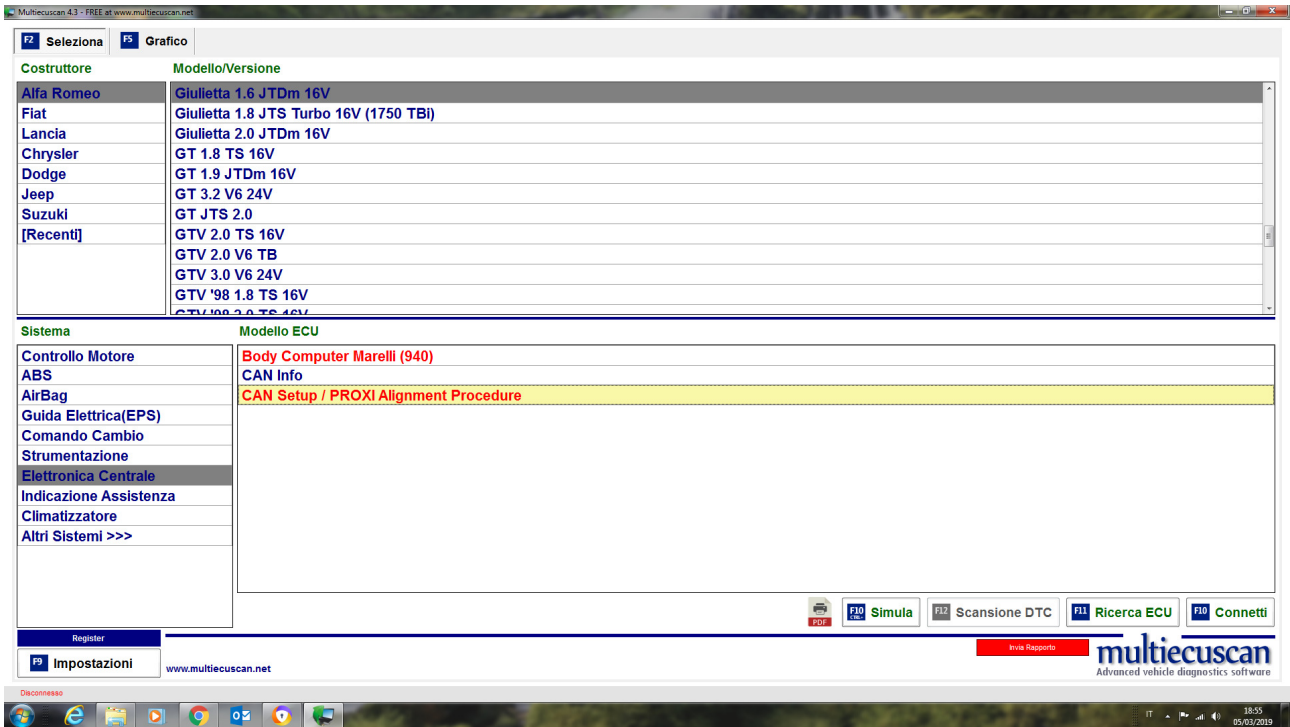 Multiecuscan 4.3 - FREE at www.multiecuscan.net
F2 Seleziona F5 Grafico
Costruttore Modello/Versione
Alfa Romeo Giulietta 1.6 JTDm 16V
Fiat Giulietta 1.8 JTS Turbo 16V (1750 TBi)
Lancia Giulietta 2.0 JTDm 16V
Chrysler GT 1.8 TS 16V
Dodge GT 1.9 JTDm 16V
Jeep GT 3.2 V6 24V
Suzuki GT JTS 2.0
[Recenti] GTV 2.0 TS 16V
GTV 2.0 V6 TB
GTV 3.0 V6 24V
GTV '98 1.8 TS 16V
GTV '98 2.0 TS 16V
Sistema Modello ECU
Controllo Motore Body Computer Marelli (940)
ABS CAN Info
AirBag CAN Setup / PROXI Alignment Procedure
Guida Elettrica(EPS)
Comando Cambio
Strumentazione
Elettronica Centrale
Indicazione Assistenza
Climatizzatore
Altri Sistemi >>>
PDF F10 CTRL+ Simula F12 Scansione DTC F11 Ricerca ECU F10 Connetti
Register
Invia Rapporto
F9 Impostazioni www.multiecuscan.net multiecuscan
Advanced vehicle diagnostics software
Disconnesso
IT 18:55
05/03/2019